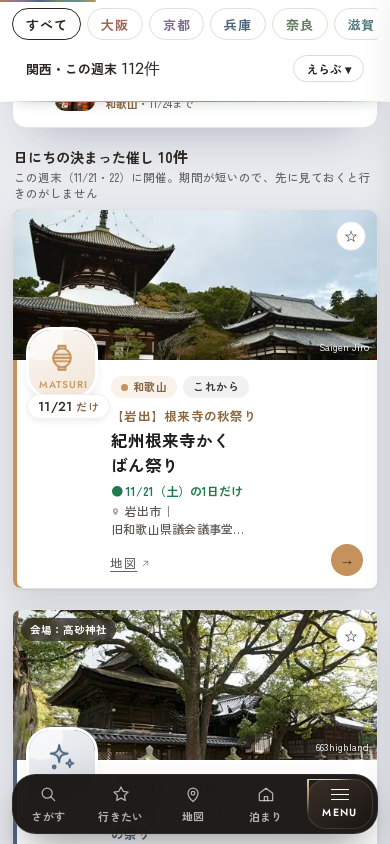 すべて
大阪
京都
兵庫
奈良
滋賀
関西・この週末 112件
えらぶ ▾
和歌山・11/24まで
日にちの決まった催し 10件
この週末（11/21・22）に開催。期間が短いので、先に見ておくと行
きのがしません
☆
Saigen Jiro
MATSURI
11/21 だけ
和歌山
これから
【岩出】根来寺の秋祭り
紀州根来寺かく
ばん祭り
11/21（土）の1日だけ
岩出市｜
旧和歌山県議会議事堂…
地図 ↗
→
会場：高砂神社
☆
663highland
さがす
行きたい
地図
泊まり
MENU
の祭り